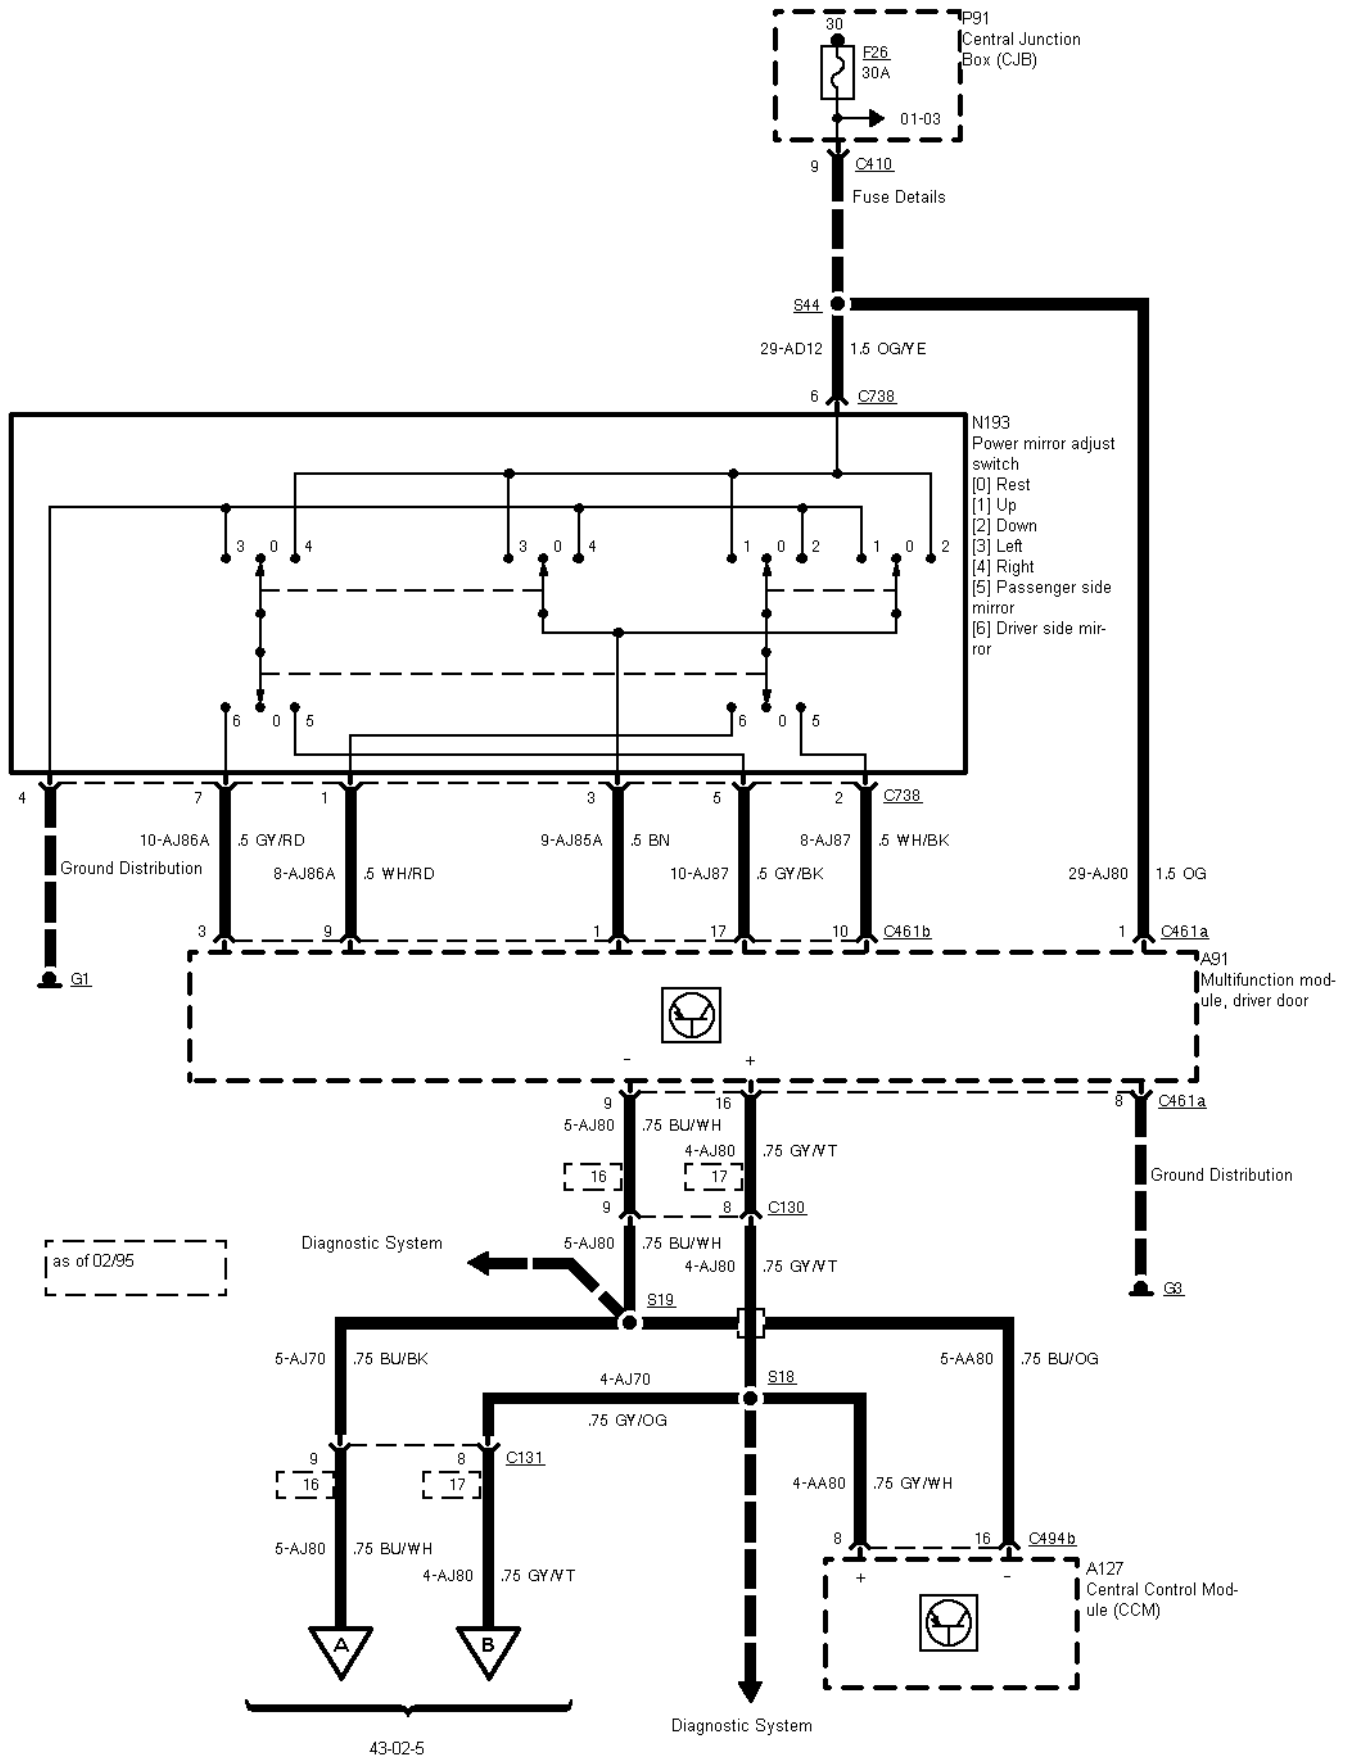 30
P91
Central Junction
Box (CJB)
F26
30A
01-03
9 C410
Fuse Details
S44
29-AD12 1.5 OG/YE
6 C738
N193
Power mirror adjust
switch
[0] Rest
[1] Up
[2] Down
[3] Left
[4] Right
[5] Passenger side
mirror
[6] Driver side mir-
ror
3 0 4 3 0 4 1 0 2 1 0 2
6 0 5 6 0 5
4 7 1 3 5 2 C738
10-AJ86A .5 GY/RD 9-AJ85A .5 BN 8-AJ87 .5 WH/BK
Ground Distribution
8-AJ86A .5 WH/RD 10-AJ87 .5 GY/BK 29-AJ80 1.5 OG
3 9 1 17 10 C461b 1 C461a
G1
A91
Multifunction mod-
ule, driver door
- +
9 16 8 C461a
5-AJ80 .75 BU/WH
4-AJ80 .75 GY/VT
16 17
Ground Distribution
9 8 C130
Diagnostic System
5-AJ80 .75 BU/WH
4-AJ80 .75 GY/VT
as of 02/95
G3
S19
5-AJ70 .75 BU/BK
5-AA80 .75 BU/OG
4-AJ70
S18
.75 GY/OG
9 8 C131
16 17
4-AA80 .75 GY/WH
5-AJ80 .75 BU/WH
8 16 C494b
4-AJ80 .75 GY/VT
+ -
A127
Central Control Mod-
ule (CCM)
A B
Diagnostic System
43-02-5